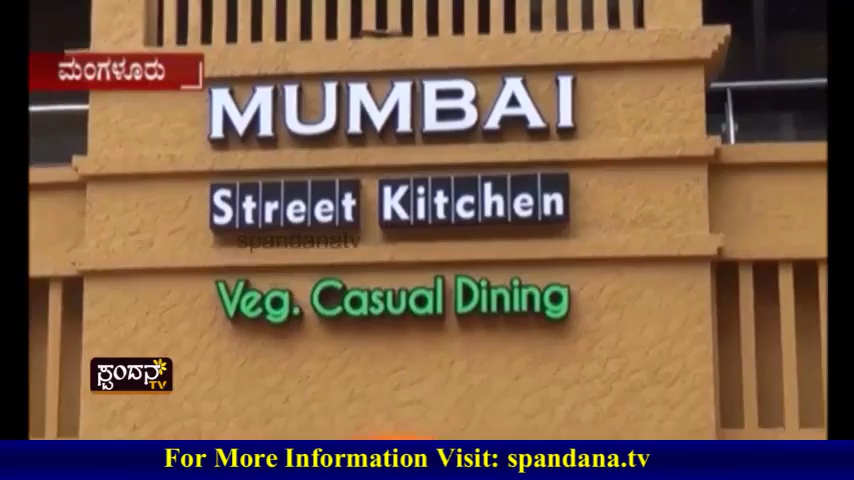 ಮಂಗಳೂರು
MUMBAI
Street Kitchen
spandanatv
Veg. Casual Dining
ಸ್ಪಂದನ
TV
For More Information Visit: spandana.tv